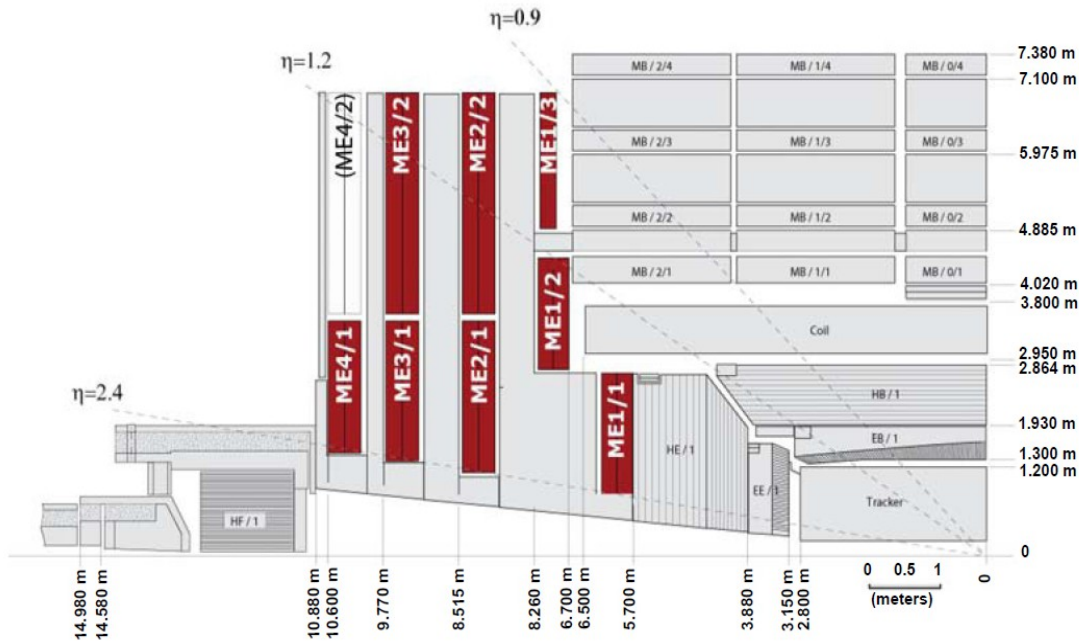 η=0.9
η=1.2
η=2.4
(ME4/2)
ME3/2
ME2/2
ME1/3
ME4/1
ME3/1
ME2/1
ME1/2
ME1/1
MB / 2/4
MB / 1/4
MB / 0/4
MB / 2/3
MB / 1/3
MB / 0/3
MB / 2/2
MB / 1/2
MB / 0/2
MB / 2/1
MB / 1/1
MB / 0/1
Coil
HB / 1
EB / 1
HE / 1
EE / 1
Tracker
HF / 1
7.380 m
7.100 m
5.975 m
4.885 m
4.020 m
3.800 m
2.950 m
2.864 m
1.930 m
1.300 m
1.200 m
0
0 0.5 1
(meters)
14.980 m
14.580 m
10.880 m
10.600 m
9.770 m
8.515 m
8.260 m
6.700 m
6.500 m
5.700 m
3.880 m
3.150 m
2.800 m
0